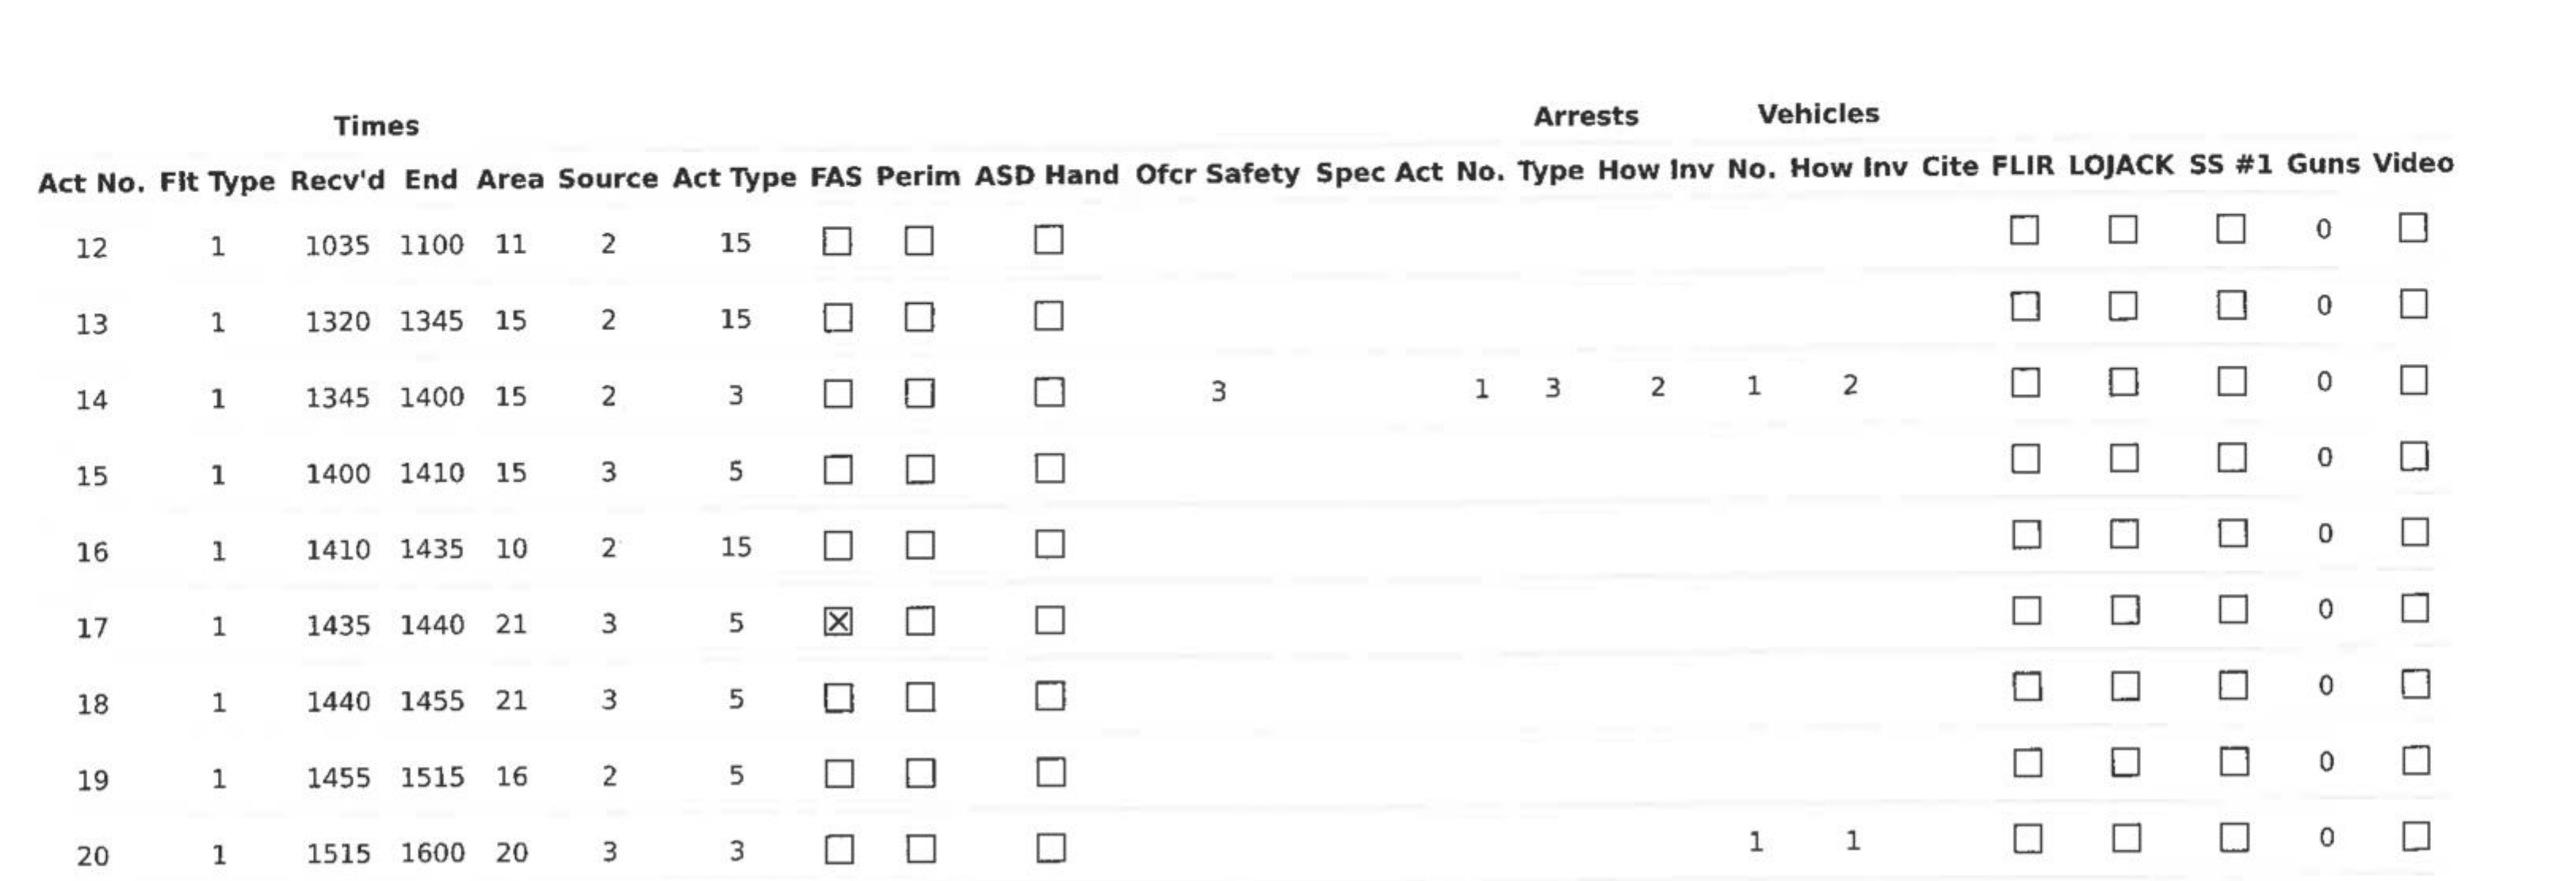 Times Arrests Vehicles
Act No. Flt Type Recv'd End Area Source Act Type FAS Perim ASD Hand Ofcr Safety Spec Act No. Type How Inv No. How Inv Cite FLIR LOJACK SS #1 Guns Video
12 1 1035 1100 11 2 15 ☐ ☐ ☐ ☐ ☐ ☐ 0 ☐
13 1 1320 1345 15 2 15 ☐ ☐ ☐ ☐ ☐ ☐ 0 ☐
14 1 1345 1400 15 2 3 ☐ ☐ ☐ 3 1 3 2 1 2 ☐ ☐ ☐ 0 ☐
15 1 1400 1410 15 3 5 ☐ ☐ ☐ ☐ ☐ ☐ 0 ☐
16 1 1410 1435 10 2 15 ☐ ☐ ☐ ☐ ☐ ☐ 0 ☐
17 1 1435 1440 21 3 5 ☒ ☐ ☐ ☐ ☐ ☐ 0 ☐
18 1 1440 1455 21 3 5 ☐ ☐ ☐ ☐ ☐ ☐ 0 ☐
19 1 1455 1515 16 2 5 ☐ ☐ ☐ ☐ ☐ ☐ 0 ☐
20 1 1515 1600 20 3 3 ☐ ☐ ☐ 1 1 ☐ ☐ ☐ 0 ☐